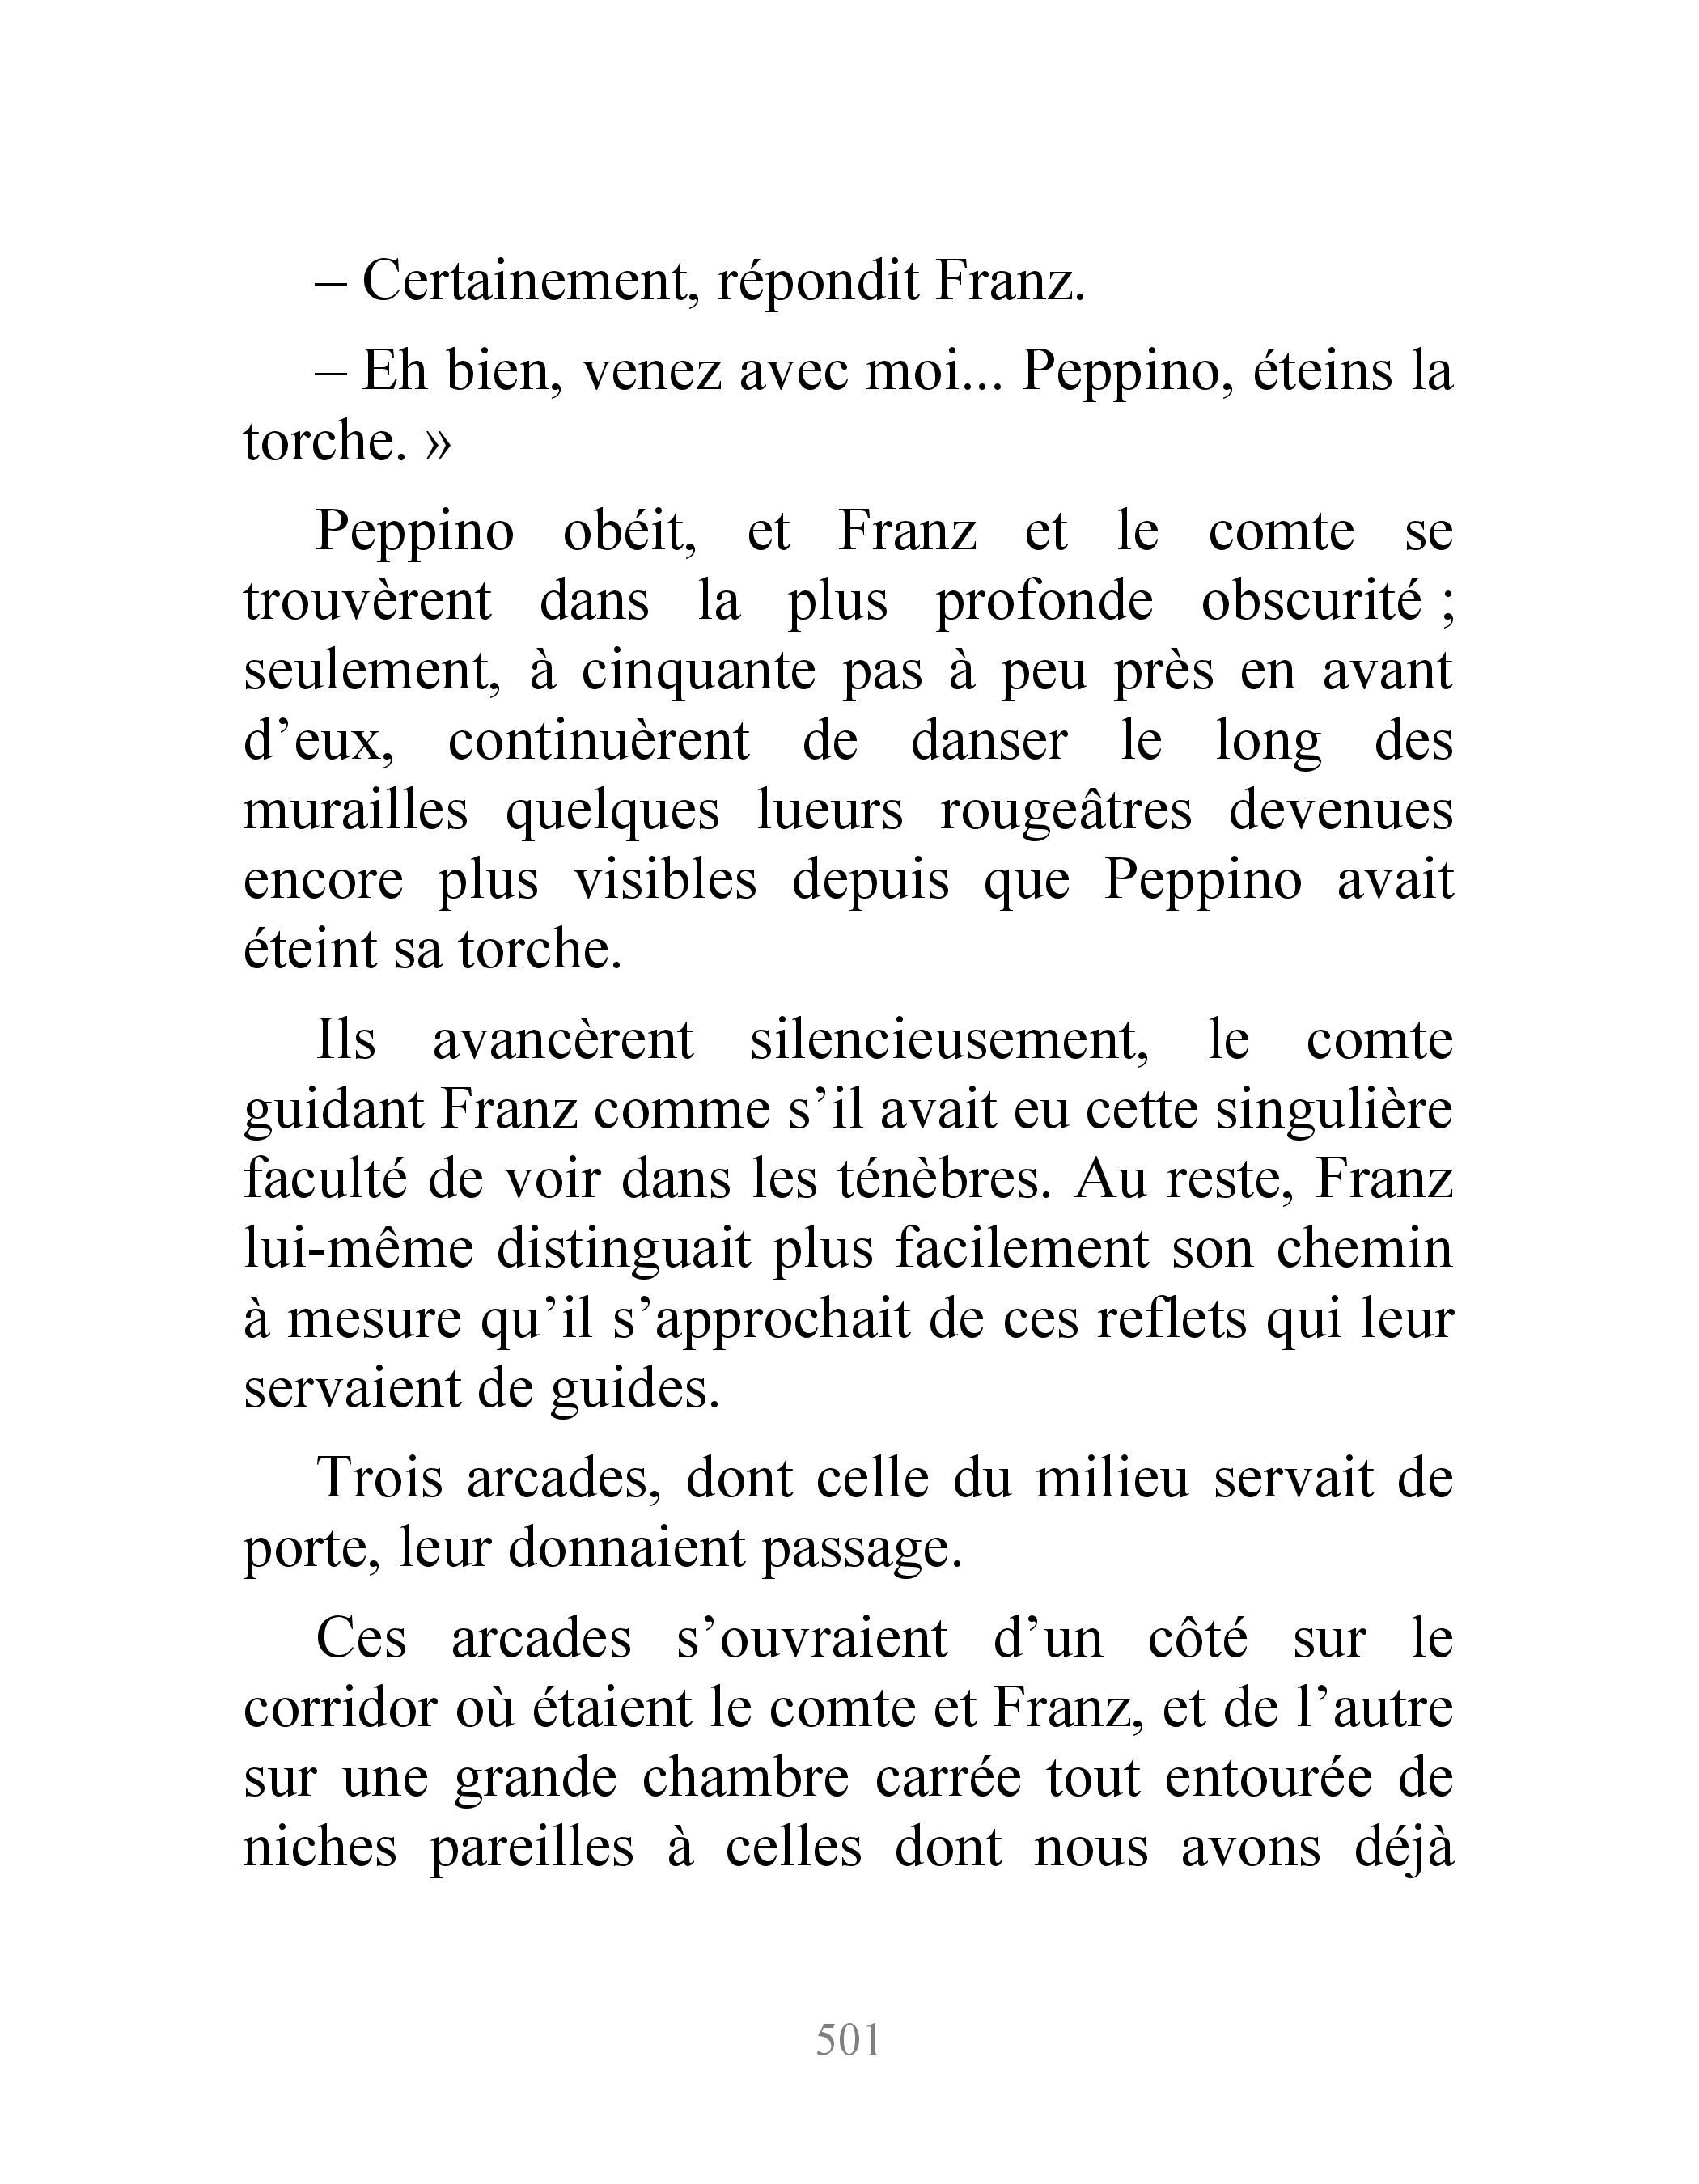 – Certainement, répondit Franz.
– Eh bien, venez avec moi... Peppino, éteins la
torche. »
Peppino obéit, et Franz et le comte se
trouvèrent dans la plus profonde obscurité ;
seulement, à cinquante pas à peu près en avant
d’eux, continuèrent de danser le long des
murailles quelques lueurs rougeâtres devenues
encore plus visibles depuis que Peppino avait
éteint sa torche.
Ils avancèrent silencieusement, le comte
guidant Franz comme s’il avait eu cette singulière
faculté de voir dans les ténèbres. Au reste, Franz
lui-même distinguait plus facilement son chemin
à mesure qu’il s’approchait de ces reflets qui leur
servaient de guides.
Trois arcades, dont celle du milieu servait de
porte, leur donnaient passage.
Ces arcades s’ouvraient d’un côté sur le
corridor où étaient le comte et Franz, et de l’autre
sur une grande chambre carrée tout entourée de
niches pareilles à celles dont nous avons déjà
501